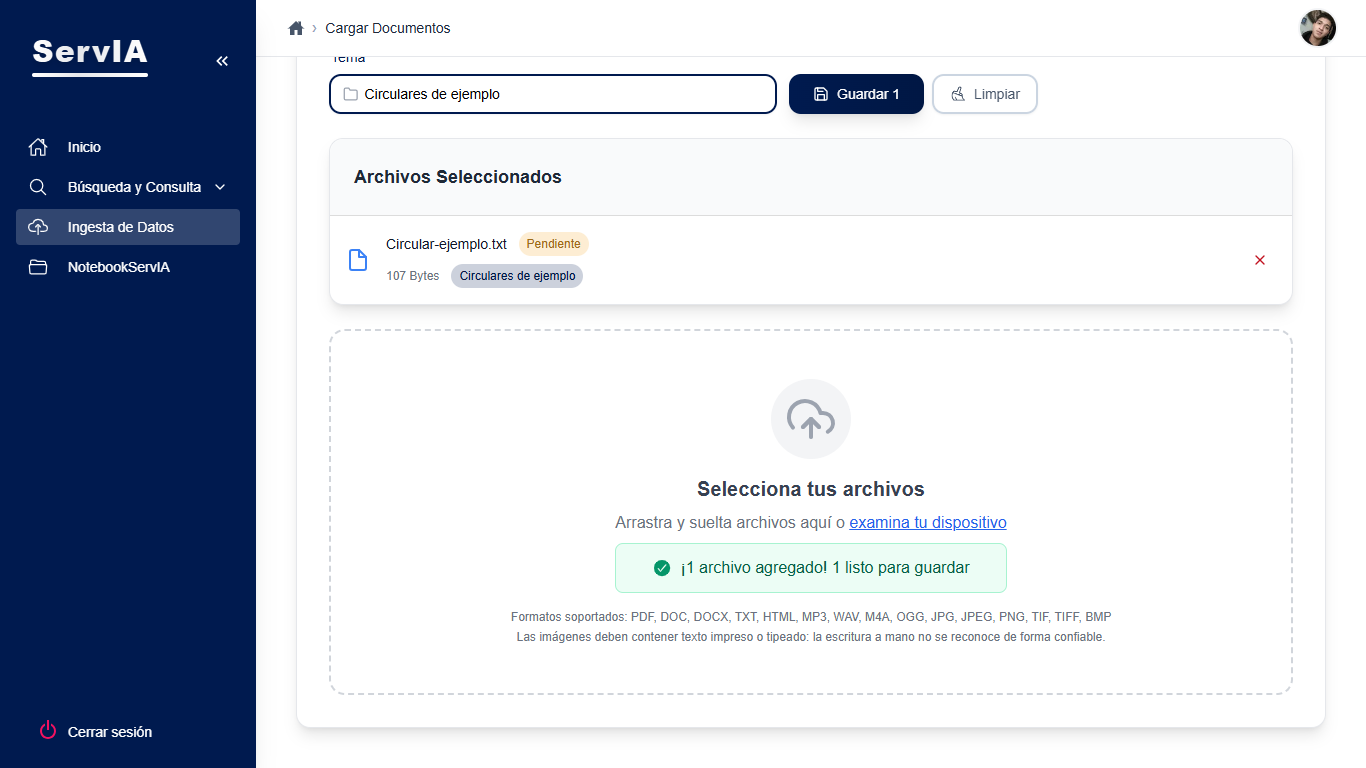 ServIA
Cargar Documentos
Inicio
Búsqueda y Consulta
Ingesta de Datos
NotebookServIA
Cerrar sesión
Tema
Circulares de ejemplo
Guardar 1
Limpiar
Archivos Seleccionados
Circular-ejemplo.txt Pendiente
107 Bytes Circulares de ejemplo
Selecciona tus archivos
Arrastra y suelta archivos aquí o examina tu dispositivo
¡1 archivo agregado! 1 listo para guardar
Formatos soportados: PDF, DOC, DOCX, TXT, HTML, MP3, WAV, M4A, OGG, JPG, JPEG, PNG, TIF, TIFF, BMP
Las imágenes deben contener texto impreso o tipeado: la escritura a mano no se reconoce de forma confiable.